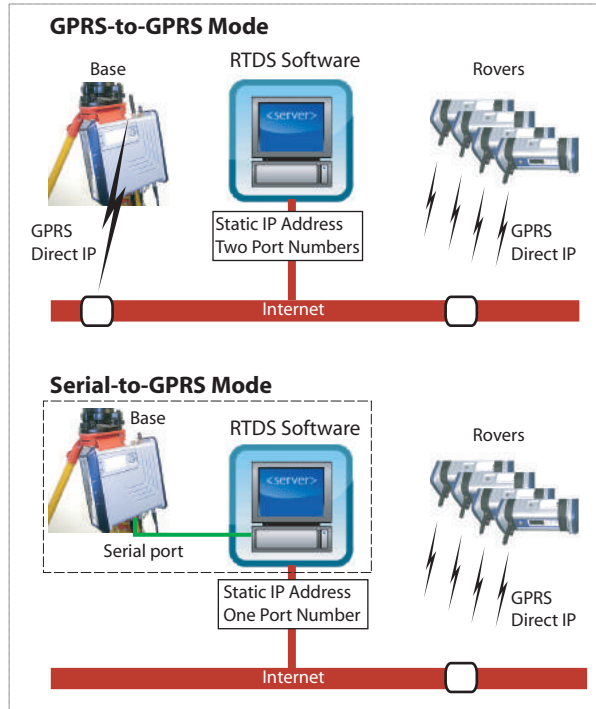 GPRS-to-GPRS Mode
Base
RTDS Software
Rovers
<server>
GPRS
Direct IP
Static IP Address
Two Port Numbers
GPRS
Direct IP
Internet
Serial-to-GPRS Mode
Base
RTDS Software
Rovers
<server>
Serial port
Static IP Address
One Port Number
GPRS
Direct IP
Internet